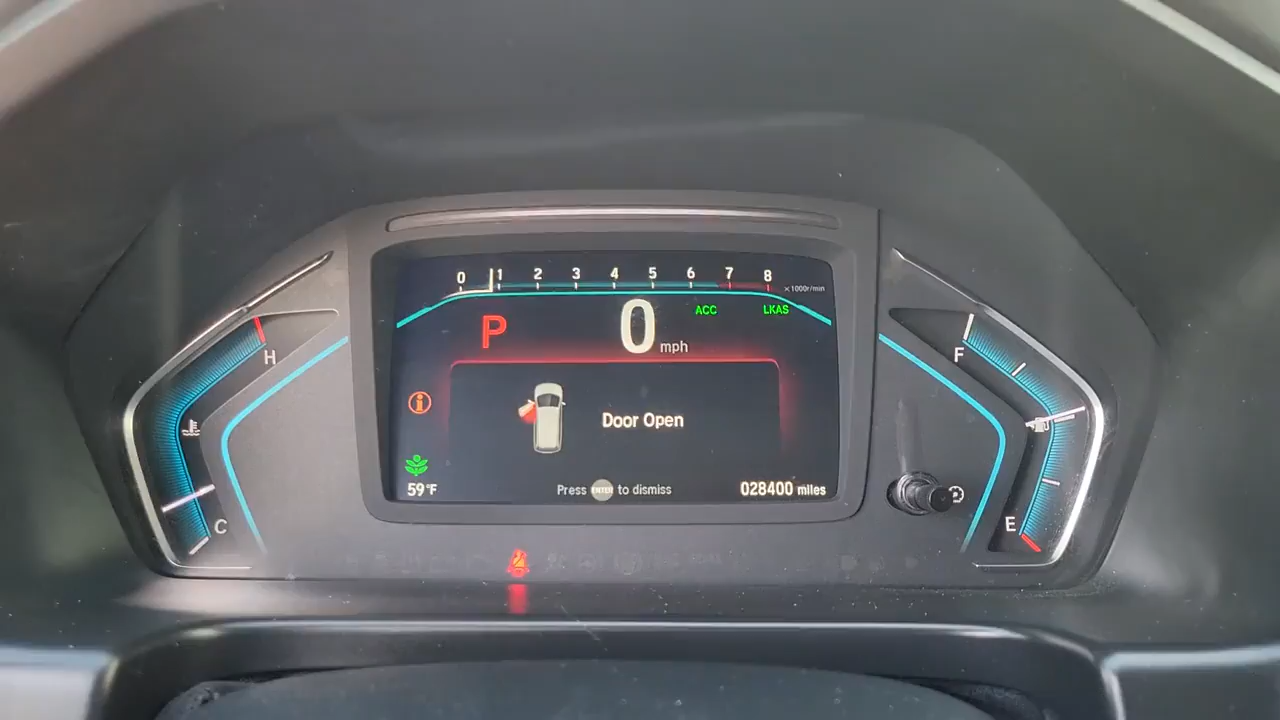 0 1 2 3 4 5 6 7 8
×1000r/min
P
0 mph
ACC
LKAS
H
F
Door Open
C
E
59°F
Press ENTER to dismiss
028400 miles